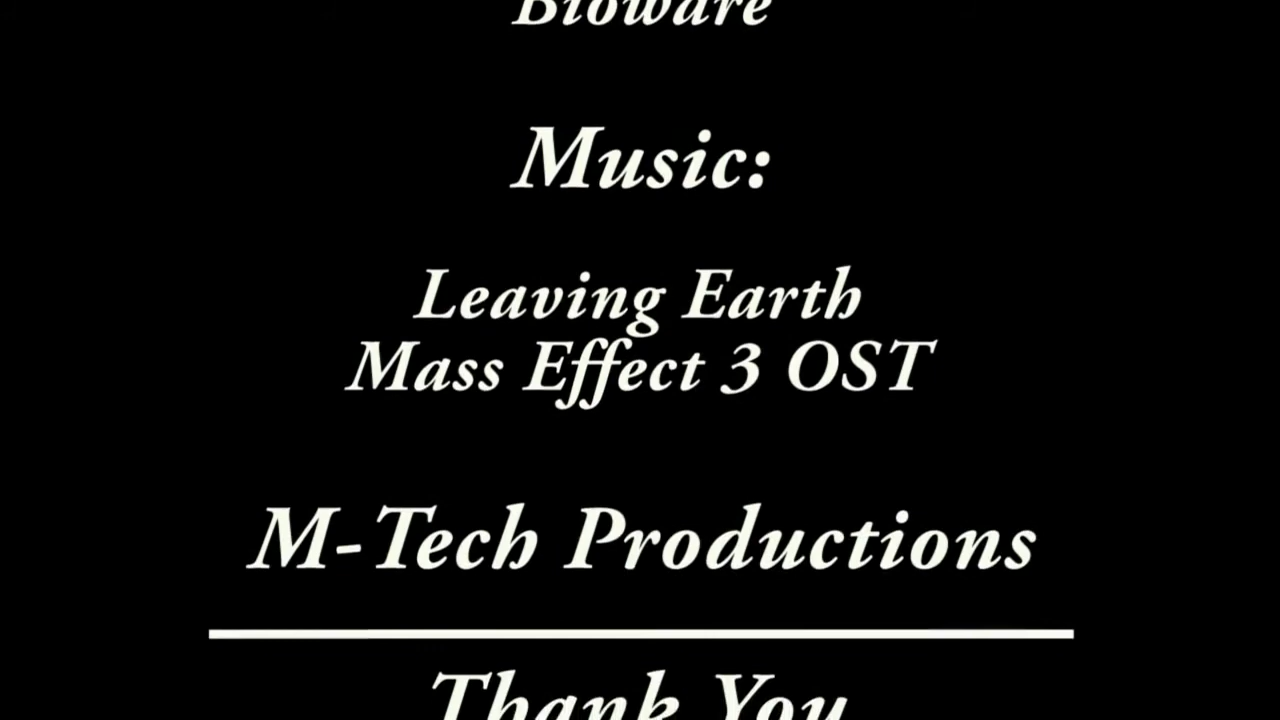 Bioware
Music:
Leaving Earth
Mass Effect 3 OST
M-Tech Productions
Thank You